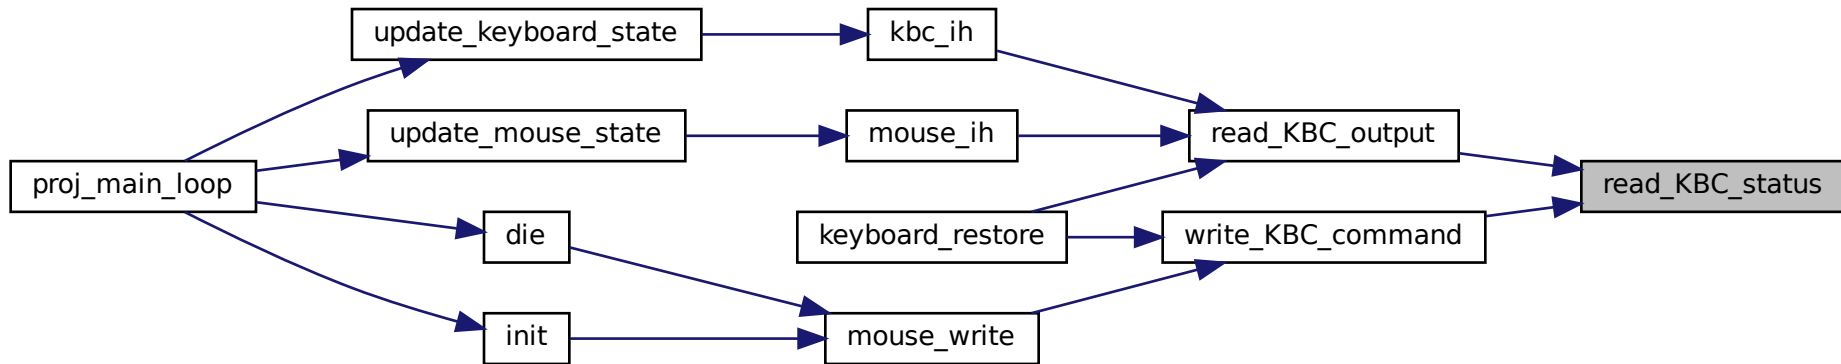 update_keyboard_state
kbc_ih
update_mouse_state
mouse_ih
read_KBC_output
proj_main_loop
read_KBC_status
die
keyboard_restore
write_KBC_command
init
mouse_write